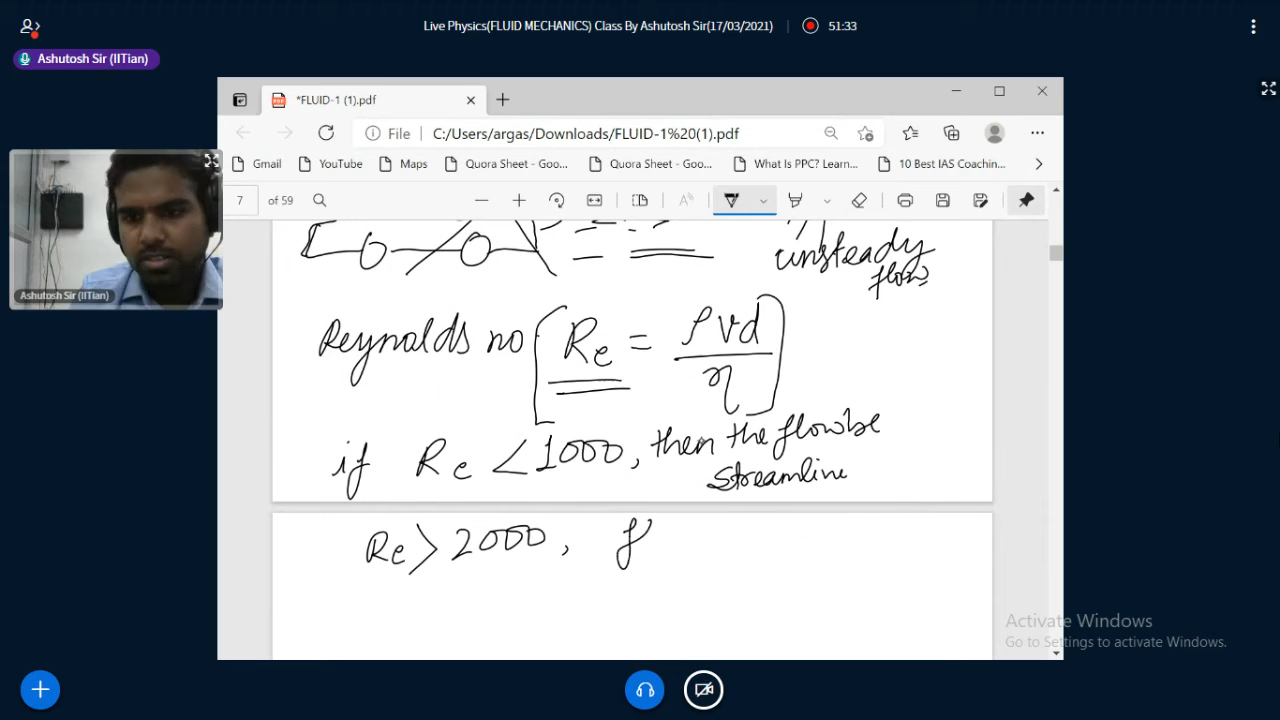 Live Physics(FLUID MECHANICS) Class By Ashutosh Sir(17/03/2021)
51:33
Ashutosh Sir (IITian)
*FLUID-1 (1).pdf
File
C:/Users/argas/Downloads/FLUID-1%20(1).pdf
Gmail
YouTube
Maps
Quora Sheet - Goo...
Quora Sheet - Goo...
What Is PPC? Learn...
10 Best IAS Coachin...
7 of 59
unsteady
flow
Reynolds no [Re = ρvd/η]
if Re < 1000, then the flow be
streamline
Re > 2000, f
Ashutosh Sir (IITian)
Activate Windows
Go to Settings to activate Windows.